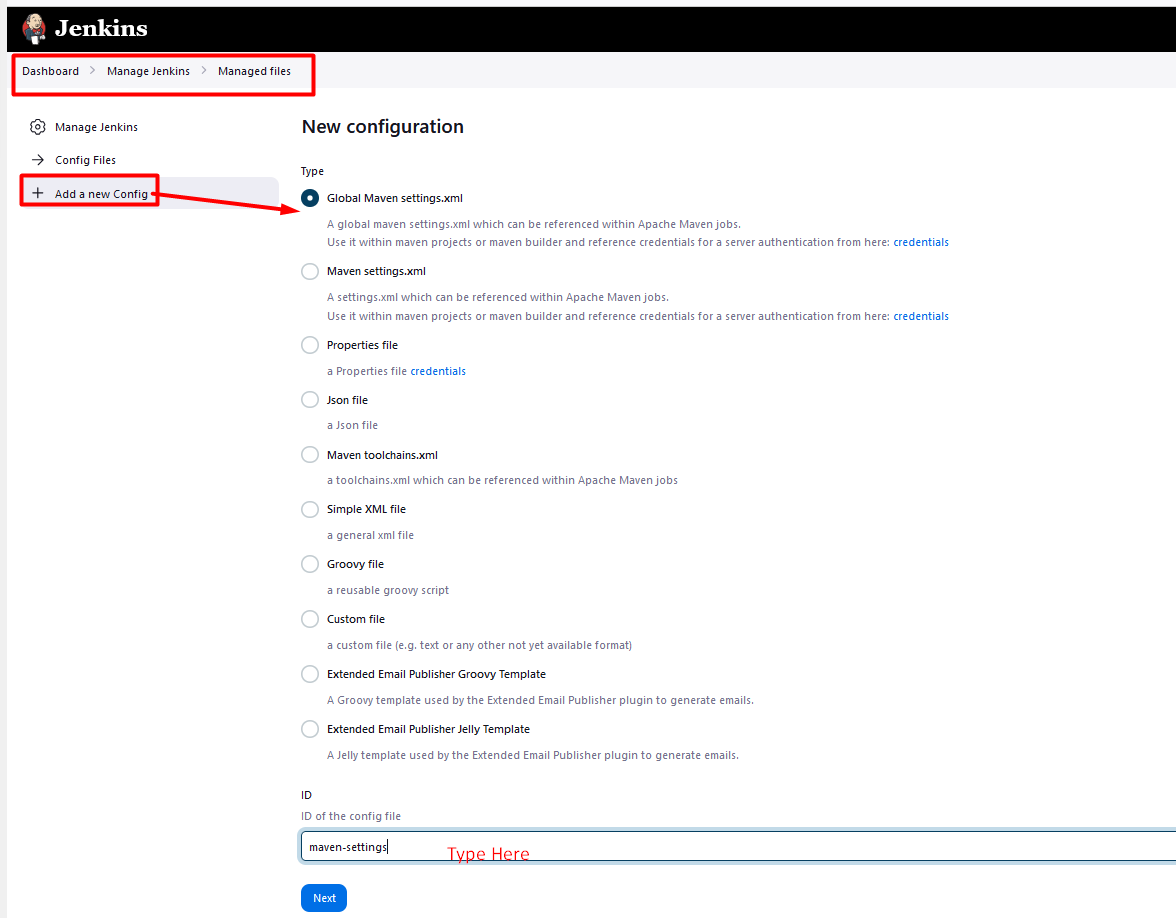 Jenkins
Dashboard > Manage Jenkins > Managed files
Manage Jenkins
Config Files
Add a new Config
New configuration
Type
Global Maven settings.xml
A global maven settings.xml which can be referenced within Apache Maven jobs.
Use it within maven projects or maven builder and reference credentials for a server authentication from here: credentials
Maven settings.xml
A settings.xml which can be referenced within Apache Maven jobs.
Use it within maven projects or maven builder and reference credentials for a server authentication from here: credentials
Properties file
a Properties file credentials
Json file
a Json file
Maven toolchains.xml
a toolchains.xml which can be referenced within Apache Maven jobs
Simple XML file
a general xml file
Groovy file
a reusable groovy script
Custom file
a custom file (e.g. text or any other not yet available format)
Extended Email Publisher Groovy Template
A Groovy template used by the Extended Email Publisher plugin to generate emails.
Extended Email Publisher Jelly Template
A Jelly template used by the Extended Email Publisher plugin to generate emails.
ID
ID of the config file
maven-settings
Type Here
Next